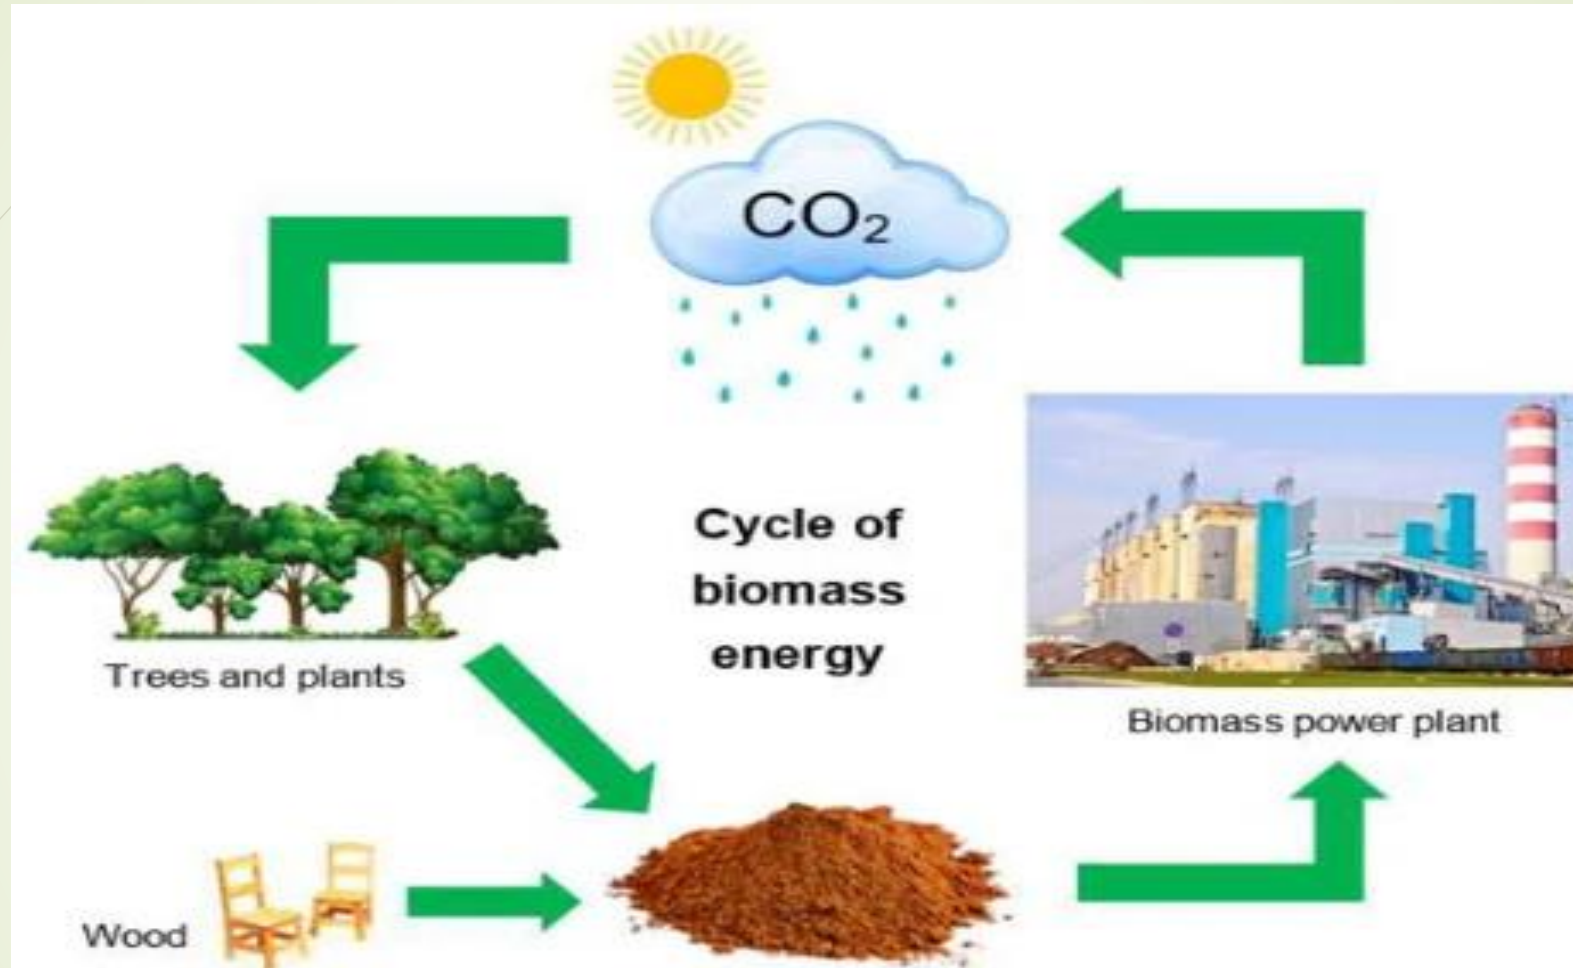 CO₂
Cycle of
biomass
energy
Trees and plants
Biomass power plant
Wood